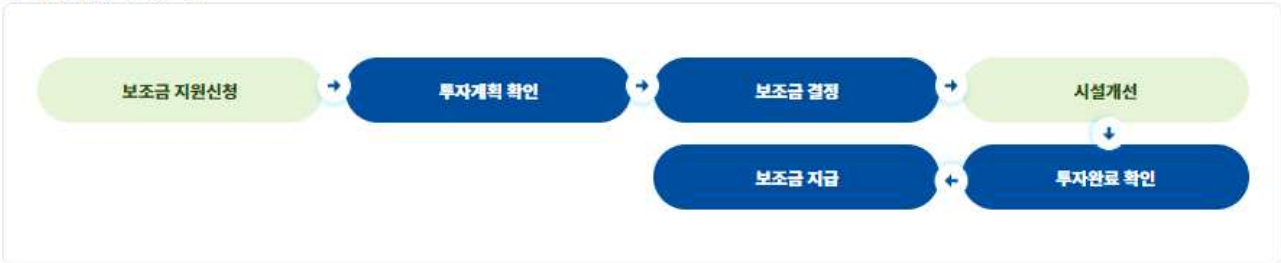 보조금 지원신청
투자계획 확인
보조금 결정
시설개선
투자완료 확인
보조금 지급